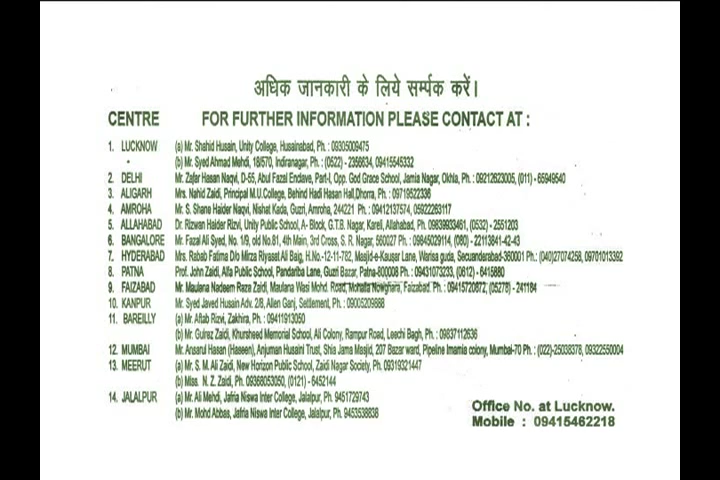 अधिक जानकारी के लिये सर्म्पक करें।
CENTRE FOR FURTHER INFORMATION PLEASE CONTACT AT :
1. LUCKNOW (a) Mr. Shahid Husain, Unity College, Husainabad, Ph. : 09305009475
(b) Mr. Syed Ahmad Mehdi, 18/570, Indiranagar, Ph. : (0522) - 2356634, 09415545332
2. DELHI Mr. Zafar Hasan Naqvi, D-55, Abul Fazal Enclave, Part-I, Opp. God Grace School, Jamia Nagar, Okhla, Ph. : 09212623005, (011) - 65949540
3. ALIGARH Mrs. Nahid Zaidi, Principal M.U.College, Behind Hadi Hasan Hall,Dhorra, Ph. : 09719522336
4. AMROHA Mr. S. Shane Haider Naqvi, Nishat Kada, Guzri, Amroha, 244221 Ph. : 09412137574, 05922263117
5. ALLAHABAD Dr. Rizwan Haider Rizvi, Unity Public School, A- Block, G.T.B. Nagar, Kareli, Allahabad, Ph. 09839933461, (0532) - 2551203
6. BANGALORE Mr. Fazal Ali Syed, No. 1/9, old No.81, 4th Main, 3rd Cross, S. R. Nagar, 560027 Ph. : 09845029114, (080) - 22113841-42-43
7. HYDERABAD Mrs. Rabab Fatima D/o Mirza Riyasat Ali Baig, H.No.-12-11-782, Masjid-e-Kausar Lane, Warisa guda, Secunderabad-360001 Ph.: (040)27074256, 09701013392
8. PATNA Prof. John Zaidi, Alfa Public School, Pandariba Lane, Guzri Bazar, Patna-800008 Ph. : 09431073233, (0612) - 6415880
9. FAIZABAD Mr. Maulana Nadeem Raza Zaidi, Maulana Wasi Mohd. Road, Mohalla Nowghara, Faizabad. Ph. : 09415720872, (05278) - 241184
10. KANPUR Mr. Syed Javed Husain Adv. 2/8, Allen Ganj, Settlement, Ph. : 09005209688
11. BAREILLY (a) Mr. Aftab Rizvi, Zakhira, Ph. : 09411913050
(b) Mr. Gulrez Zaidi, Khursheed Memorial School, Ali Colony, Rampur Road, Leechi Bagh, Ph. : 09837112636
12. MUMBAI Mr. Ansarul Hasan (Haseen), Anjuman Husaini Trust, Shia Jama Masjid, 207 Bazar ward, Pipeline Imamia colony, Mumbai-70 Ph. : (022)-25038378, 09322550004
13. MEERUT (a) Mr. S. M. Ali Zaidi, New Horizon Public School, Zaidi Nagar Society, Ph. 09319321447
(b) Miss. N. Z. Zaidi, Ph. 09368053050, (0121) - 6452144
14. JALALPUR (a) Mr. Ali Mehdi, Jafria Niswa Inter College, Jalalpur, Ph. 9451729743
(b) Mr. Mohd Abbas, Jafria Niswa Inter College, Jalalpur, Ph. 9453538838
Office No. at Lucknow.
Mobile : 09415462218